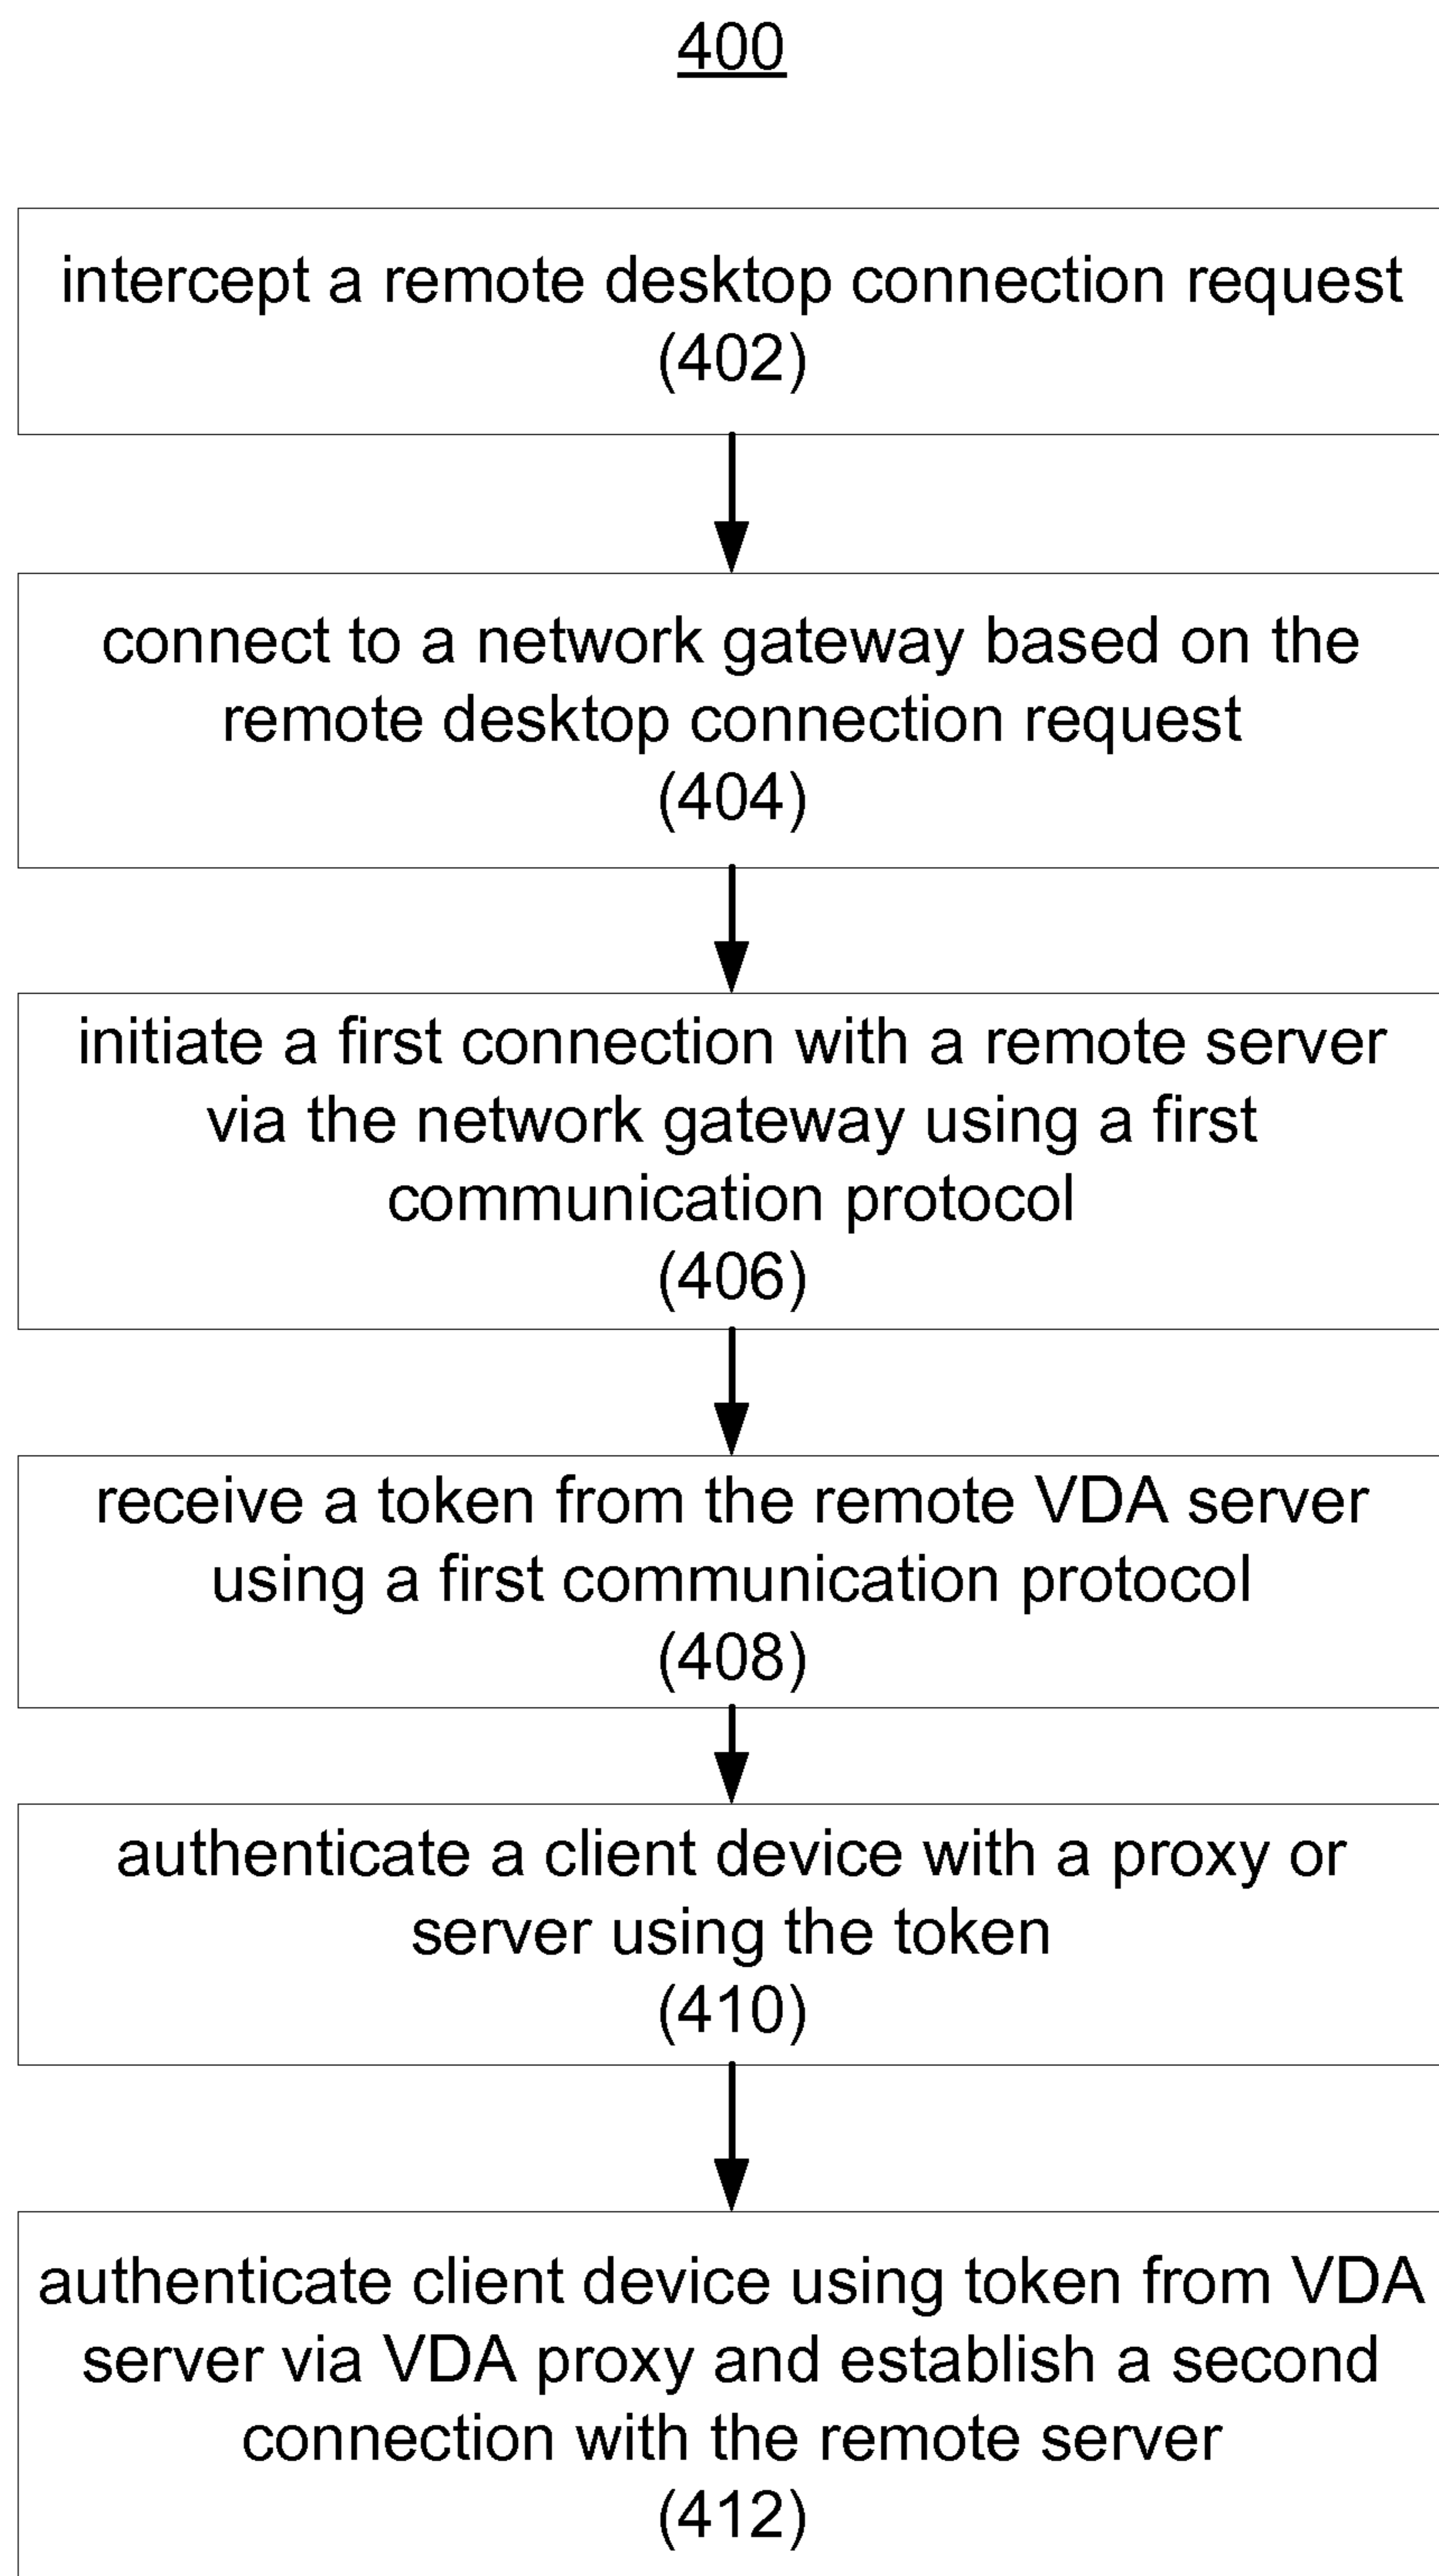 400
intercept a remote desktop connection request
(402)
connect to a network gateway based on the
remote desktop connection request
(404)
initiate a first connection with a remote server
via the network gateway using a first
communication protocol
(406)
receive a token from the remote VDA server
using a first communication protocol
(408)
authenticate a client device with a proxy or
server using the token
(410)
authenticate client device using token from VDA
server via VDA proxy and establish a second
connection with the remote server
(412)